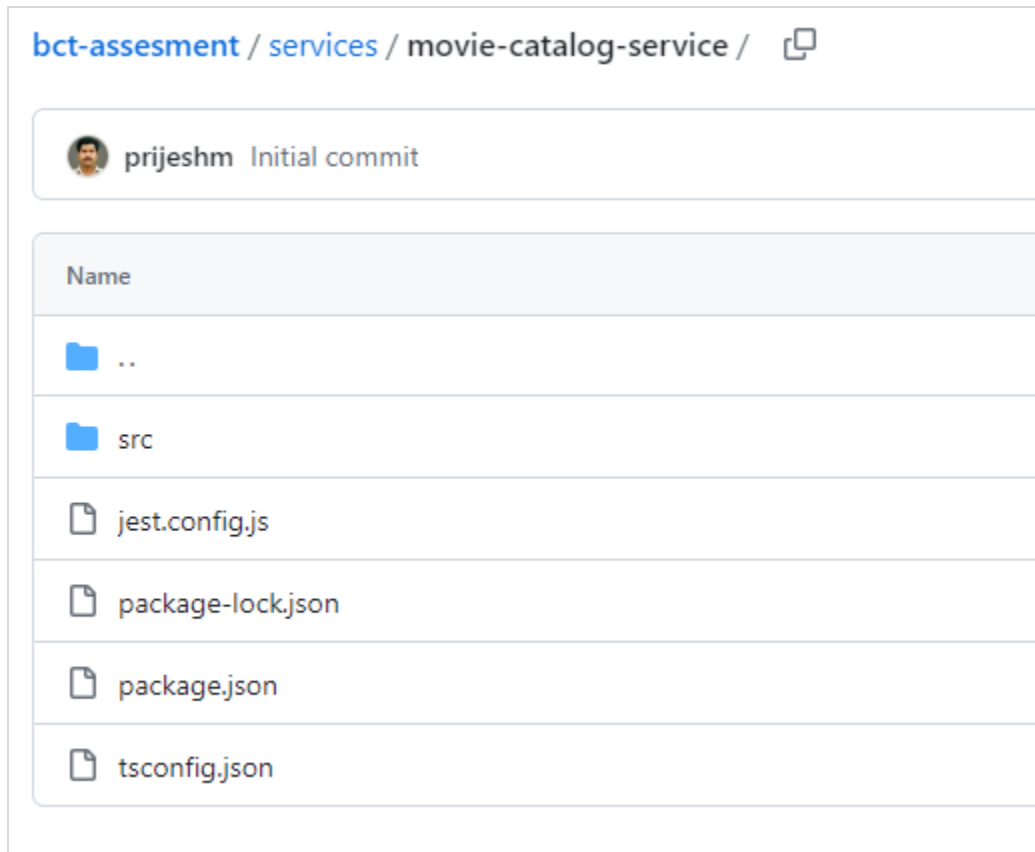 bct-assesment / services / movie-catalog-service /
prijeshm Initial commit
Name
..
src
jest.config.js
package-lock.json
package.json
tsconfig.json